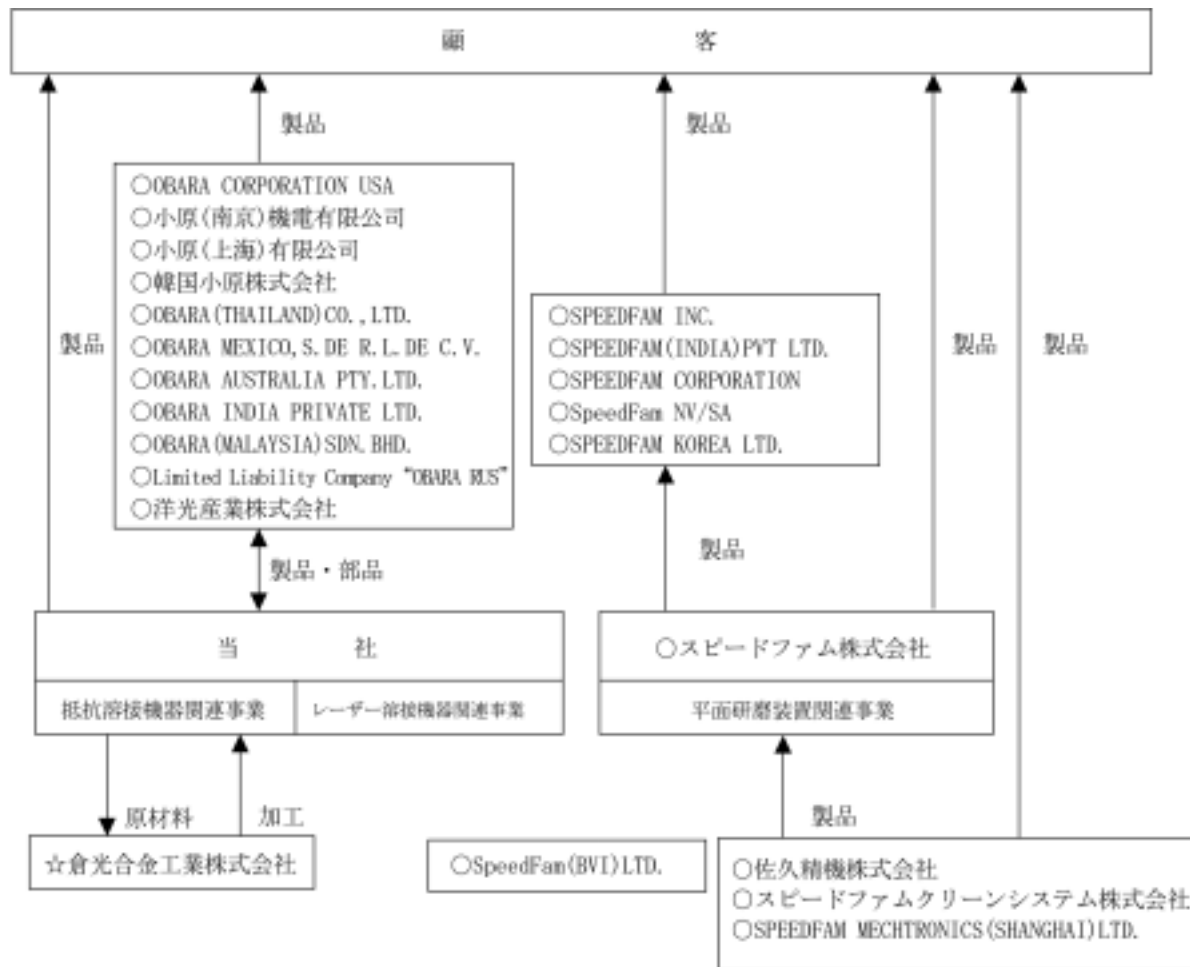 顧 客
製品
製品
○OBARA CORPORATION USA
○小原(南京)機電有限公司
○小原(上海)有限公司
○韓国小原株式会社
○OBARA(THAILAND)CO.,LTD.
○OBARA MEXICO,S.DE R.L.DE C.V.
○OBARA AUSTRALIA PTY.LTD.
○OBARA INDIA PRIVATE LTD.
○OBARA(MALAYSIA)SDN.BHD.
○Limited Liability Company “OBARA RUS”
○洋光産業株式会社
○SPEEDFAM INC.
○SPEEDFAM(INDIA)PVT LTD.
○SPEEDFAM CORPORATION
○SpeedFam NV/SA
○SPEEDFAM KOREA LTD.
製品
製品
製品
製品
製品・部品
当 社
○スピードファム株式会社
抵抗溶接機器関連事業
レーザー溶接機器関連事業
平面研磨装置関連事業
原材料
加工
製品
☆倉光合金工業株式会社
○SpeedFam(BVI)LTD.
○佐久精機株式会社
○スピードファムクリーンシステム株式会社
○SPEEDFAM MECHTRONICS(SHANGHAI)LTD.